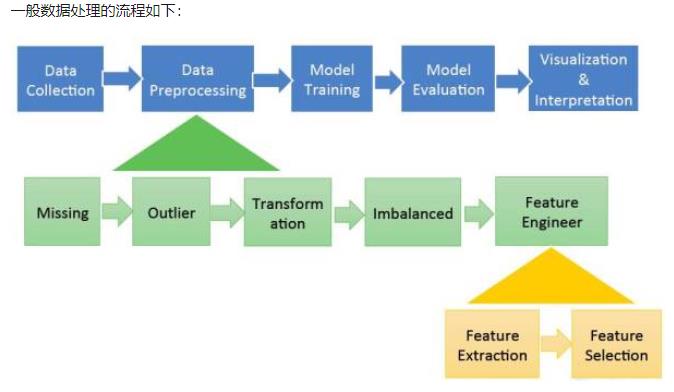 一般数据处理的流程如下：
Data
Collection
Data
Preprocessing
Model
Training
Model
Evaluation
Visualization
&
Interpretation
Missing
Outlier
Transform
ation
Imbalanced
Feature
Engineer
Feature
Extraction
Feature
Selection